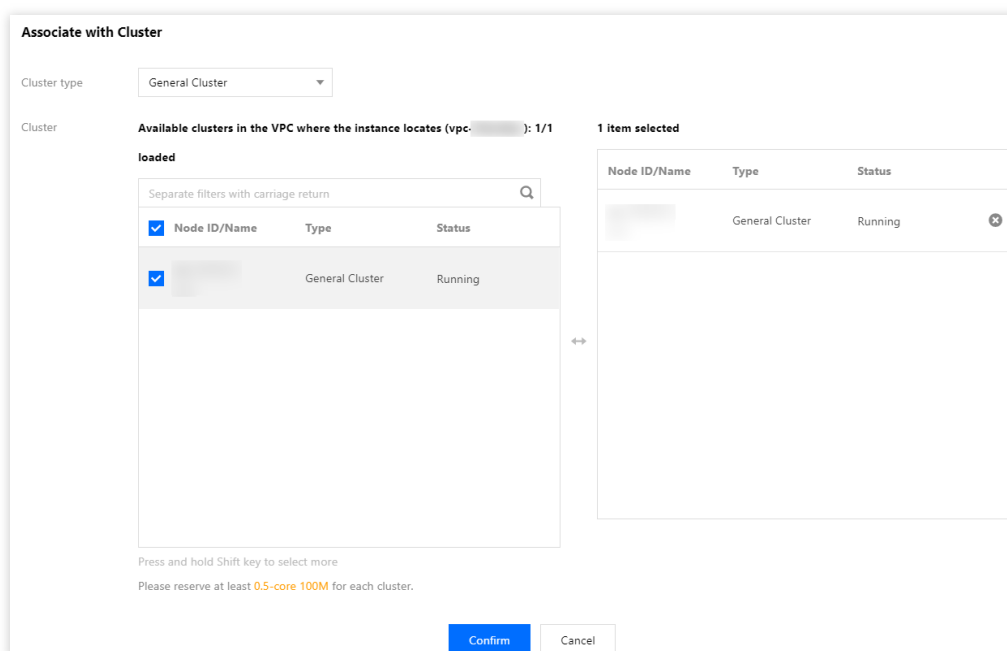 Associate with Cluster
Cluster type
General Cluster
Cluster
Available clusters in the VPC where the instance locates (vpc- ): 1/1
loaded
Separate filters with carriage return
Node ID/Name Type Status
General Cluster Running
Press and hold Shift key to select more
Please reserve at least 0.5-core 100M for each cluster.
1 item selected
Node ID/Name Type Status
General Cluster Running
Confirm Cancel